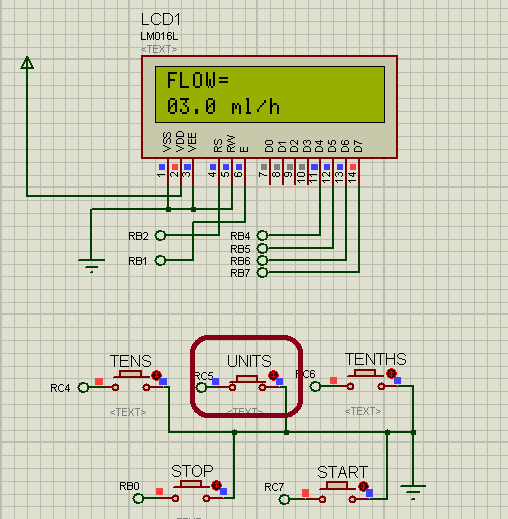 LCD1
LM016L
<TEXT>
FLOW=
03.0 ml/h
VSS VDD VEE RS RW E D0 D1 D2 D3 D4 D5 D6 D7
1 2 3 4 5 6 7 8 9 10 11 12 13 14
RB2 RB4
RB5
RB1 RB6
RB7
TENS UNITS TENTHS
RC4 RC5 RC6
<TEXT> <TEXT> <TEXT>
STOP START
RB0 RC7
<TEXT>